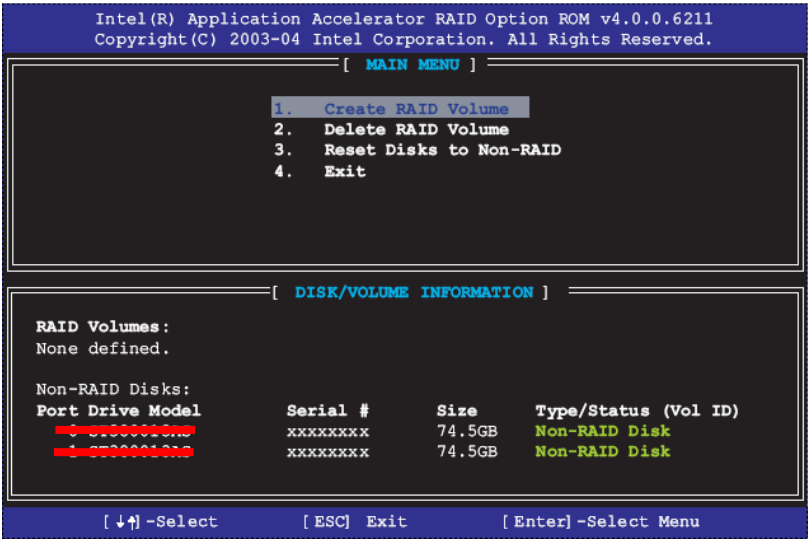 Intel(R) Application Accelerator RAID Option ROM v4.0.0.6211
Copyright(C) 2003-04 Intel Corporation. All Rights Reserved.
[ MAIN MENU ]
1. Create RAID Volume
2. Delete RAID Volume
3. Reset Disks to Non-RAID
4. Exit
[ DISK/VOLUME INFORMATION ]
RAID Volumes:
None defined.
Non-RAID Disks:
Port Drive Model Serial # Size Type/Status (Vol ID)
xxxxxxxx 74.5GB Non-RAID Disk
xxxxxxxx 74.5GB Non-RAID Disk
[↓↑]-Select [ESC] Exit [Enter]-Select Menu